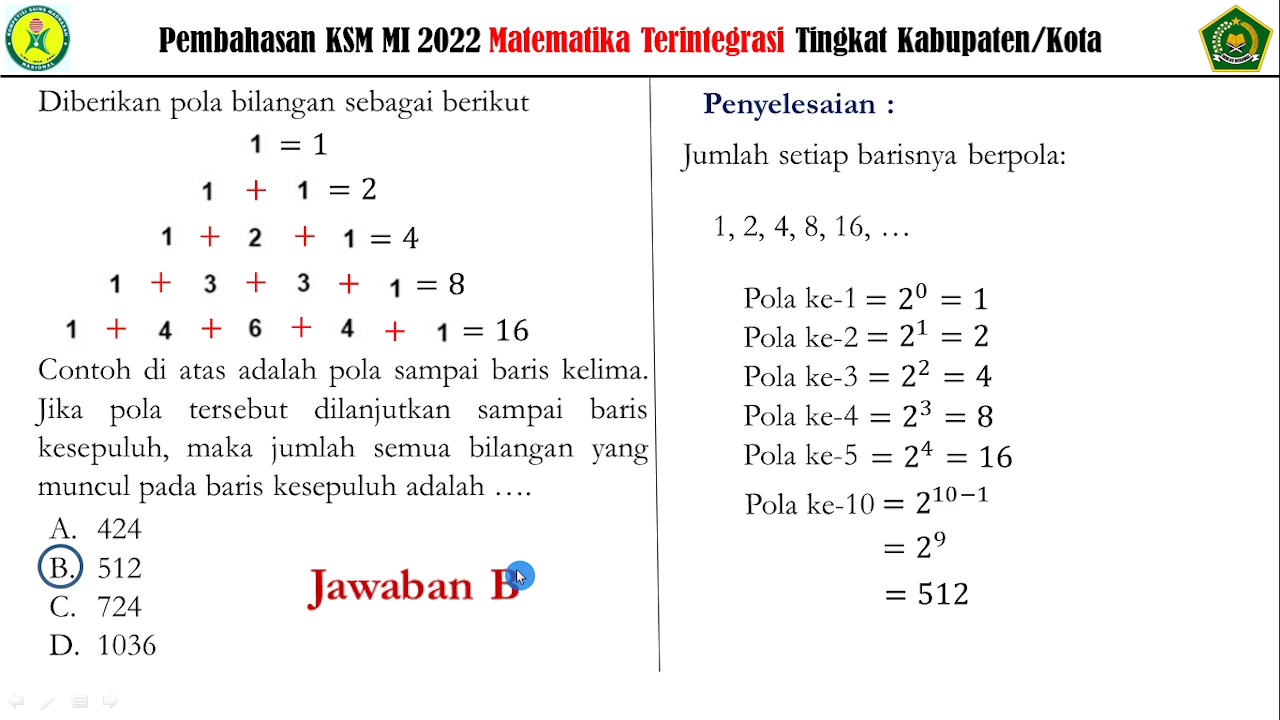 Pembahasan KSM MI 2022 Matematika Terintegrasi Tingkat Kabupaten/Kota
Diberikan pola bilangan sebagai berikut
1 = 1
1 + 1 = 2
1 + 2 + 1 = 4
1 + 3 + 3 + 1 = 8
1 + 4 + 6 + 4 + 1 = 16
Contoh di atas adalah pola sampai baris kelima.
Jika pola tersebut dilanjutkan sampai baris
kesepuluh, maka jumlah semua bilangan yang
muncul pada baris kesepuluh adalah ….
A. 424
B. 512
C. 724
D. 1036
Jawaban B
Penyelesaian :
Jumlah setiap barisnya berpola:
1, 2, 4, 8, 16, …
Pola ke-1 = 2⁰ = 1
Pola ke-2 = 2¹ = 2
Pola ke-3 = 2² = 4
Pola ke-4 = 2³ = 8
Pola ke-5 = 2⁴ = 16
Pola ke-10 = 2¹⁰⁻¹
= 2⁹
= 512